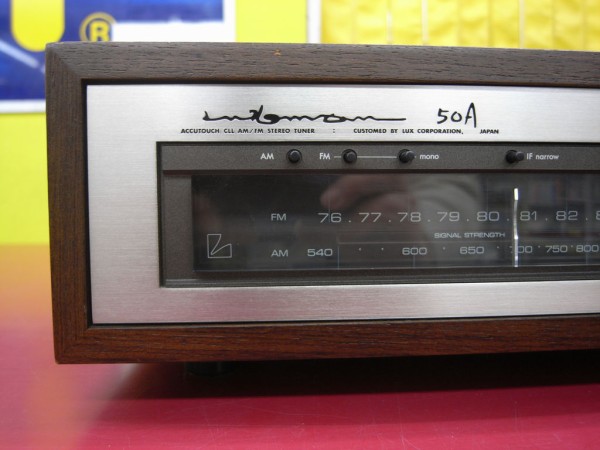 ®
Luxman 50A
ACCUTOUCH CLL AM/FM STEREO TUNER : CUSTOMED BY LUX CORPORATION, JAPAN
AM FM mono IF narrow
FM 76.77.78.79.80.81.82.
SIGNAL STRENGTH
AM 540 600 650 750 800